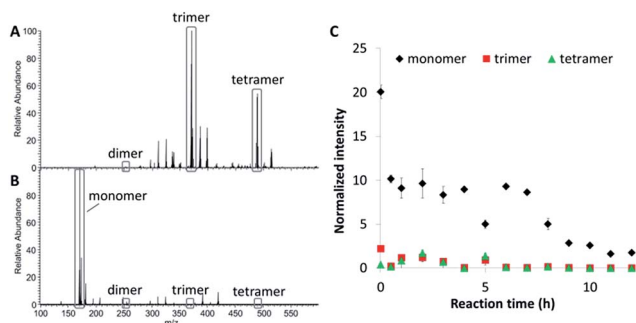 A
trimer
tetramer
dimer
Relative Abundance
100
80
60
40
20
0
B
monomer
dimer
trimer
tetramer
Relative Abundance
80
60
40
20
0
100 150 200 250 300 350 400 450 500 550
m/z
C
monomer trimer tetramer
Normalized intensity
25
20
15
10
5
0
0 5 10
Reaction time (h)